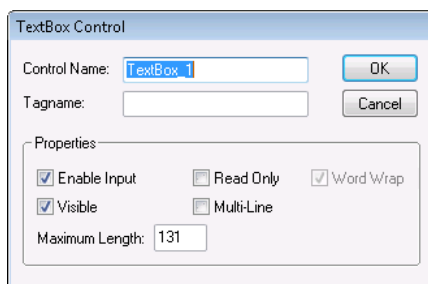 TextBox Control
Control Name: TextBox_1 OK
Tagname: Cancel
Properties
Enable Input Read Only Word Wrap
Visible Multi-Line
Maximum Length: 131